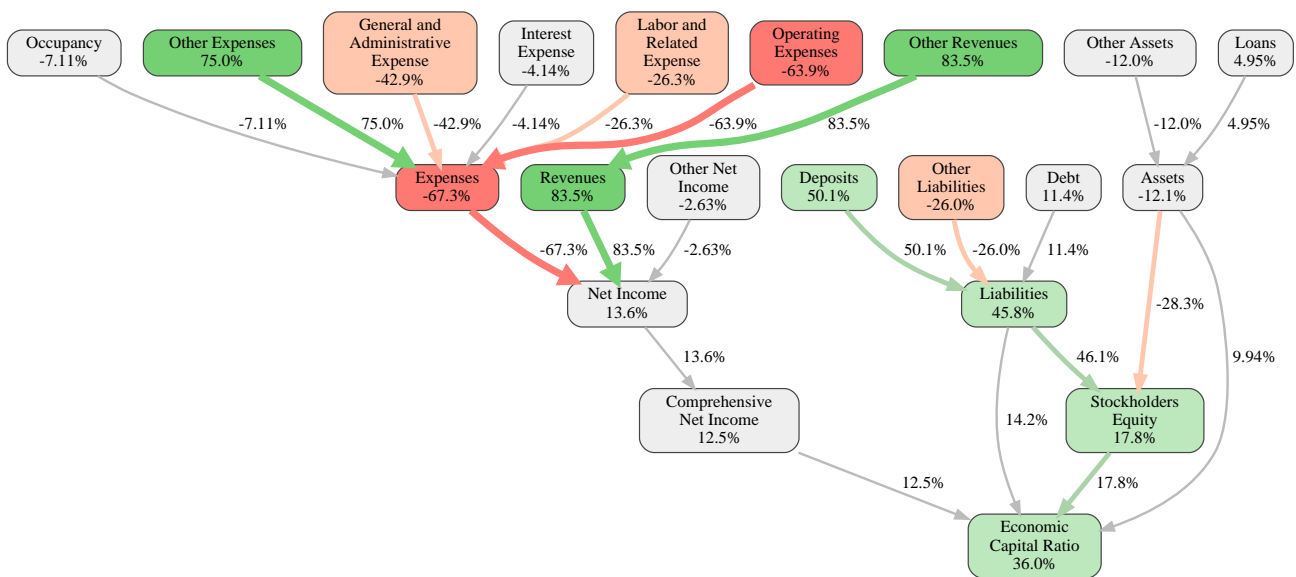 Occupancy
-7.11%
Other Expenses
75.0%
General and
Administrative
Expense
-42.9%
Interest
Expense
-4.14%
Labor and
Related
Expense
-26.3%
Operating
Expenses
-63.9%
Other Revenues
83.5%
Other Assets
-12.0%
Loans
4.95%
-7.11%
75.0%
-42.9%
-4.14%
-26.3%
-63.9%
83.5%
-12.0%
4.95%
Expenses
-67.3%
Revenues
83.5%
Other Net
Income
-2.63%
Deposits
50.1%
Other
Liabilities
-26.0%
Debt
11.4%
Assets
-12.1%
-67.3%
83.5%
-2.63%
50.1%
-26.0%
11.4%
Net Income
13.6%
Liabilities
45.8%
-28.3%
13.6%
46.1%
9.94%
Comprehensive
Net Income
12.5%
Stockholders
Equity
17.8%
14.2%
12.5%
17.8%
Economic
Capital Ratio
36.0%